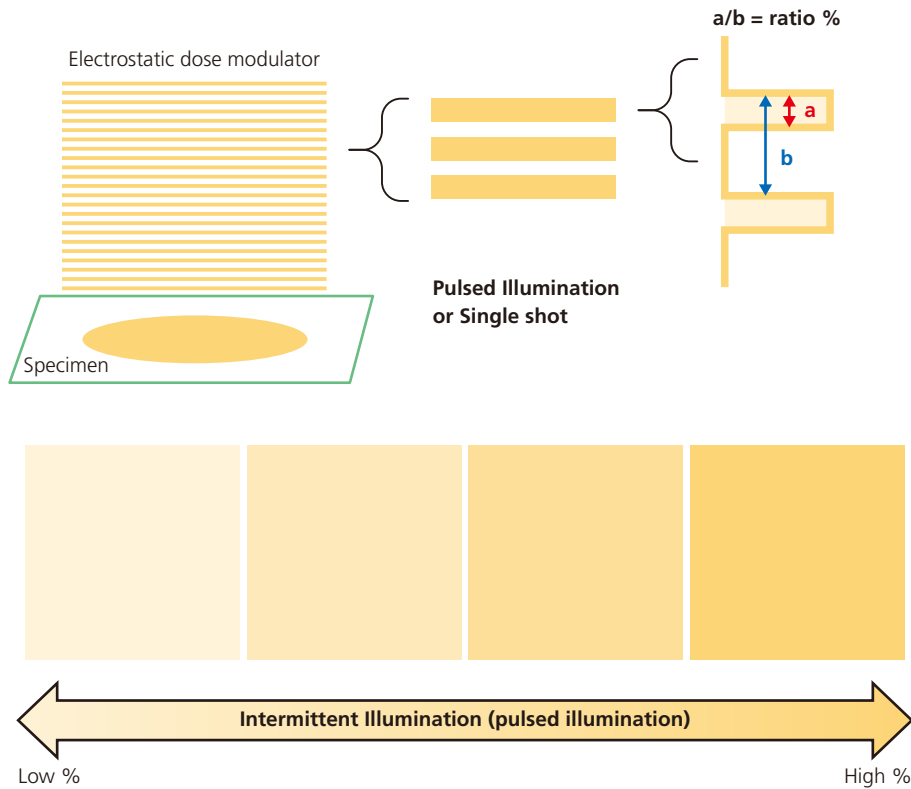 a/b = ratio %
Electrostatic dose modulator
a
b
Pulsed Illumination
or Single shot
Specimen
Intermittent Illumination (pulsed illumination)
Low %
High %